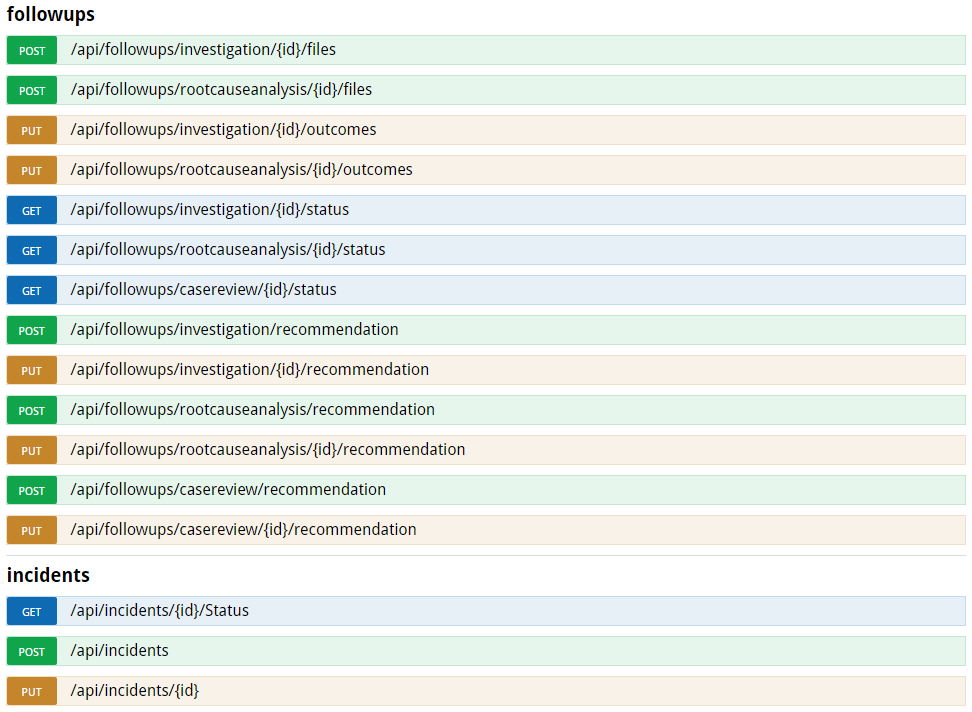 followups
POST /api/followups/investigation/{id}/files
POST /api/followups/rootcauseanalysis/{id}/files
PUT /api/followups/investigation/{id}/outcomes
PUT /api/followups/rootcauseanalysis/{id}/outcomes
GET /api/followups/investigation/{id}/status
GET /api/followups/rootcauseanalysis/{id}/status
GET /api/followups/casereview/{id}/status
POST /api/followups/investigation/recommendation
PUT /api/followups/investigation/{id}/recommendation
POST /api/followups/rootcauseanalysis/recommendation
PUT /api/followups/rootcauseanalysis/{id}/recommendation
POST /api/followups/casereview/recommendation
PUT /api/followups/casereview/{id}/recommendation
incidents
GET /api/incidents/{id}/Status
POST /api/incidents
PUT /api/incidents/{id}